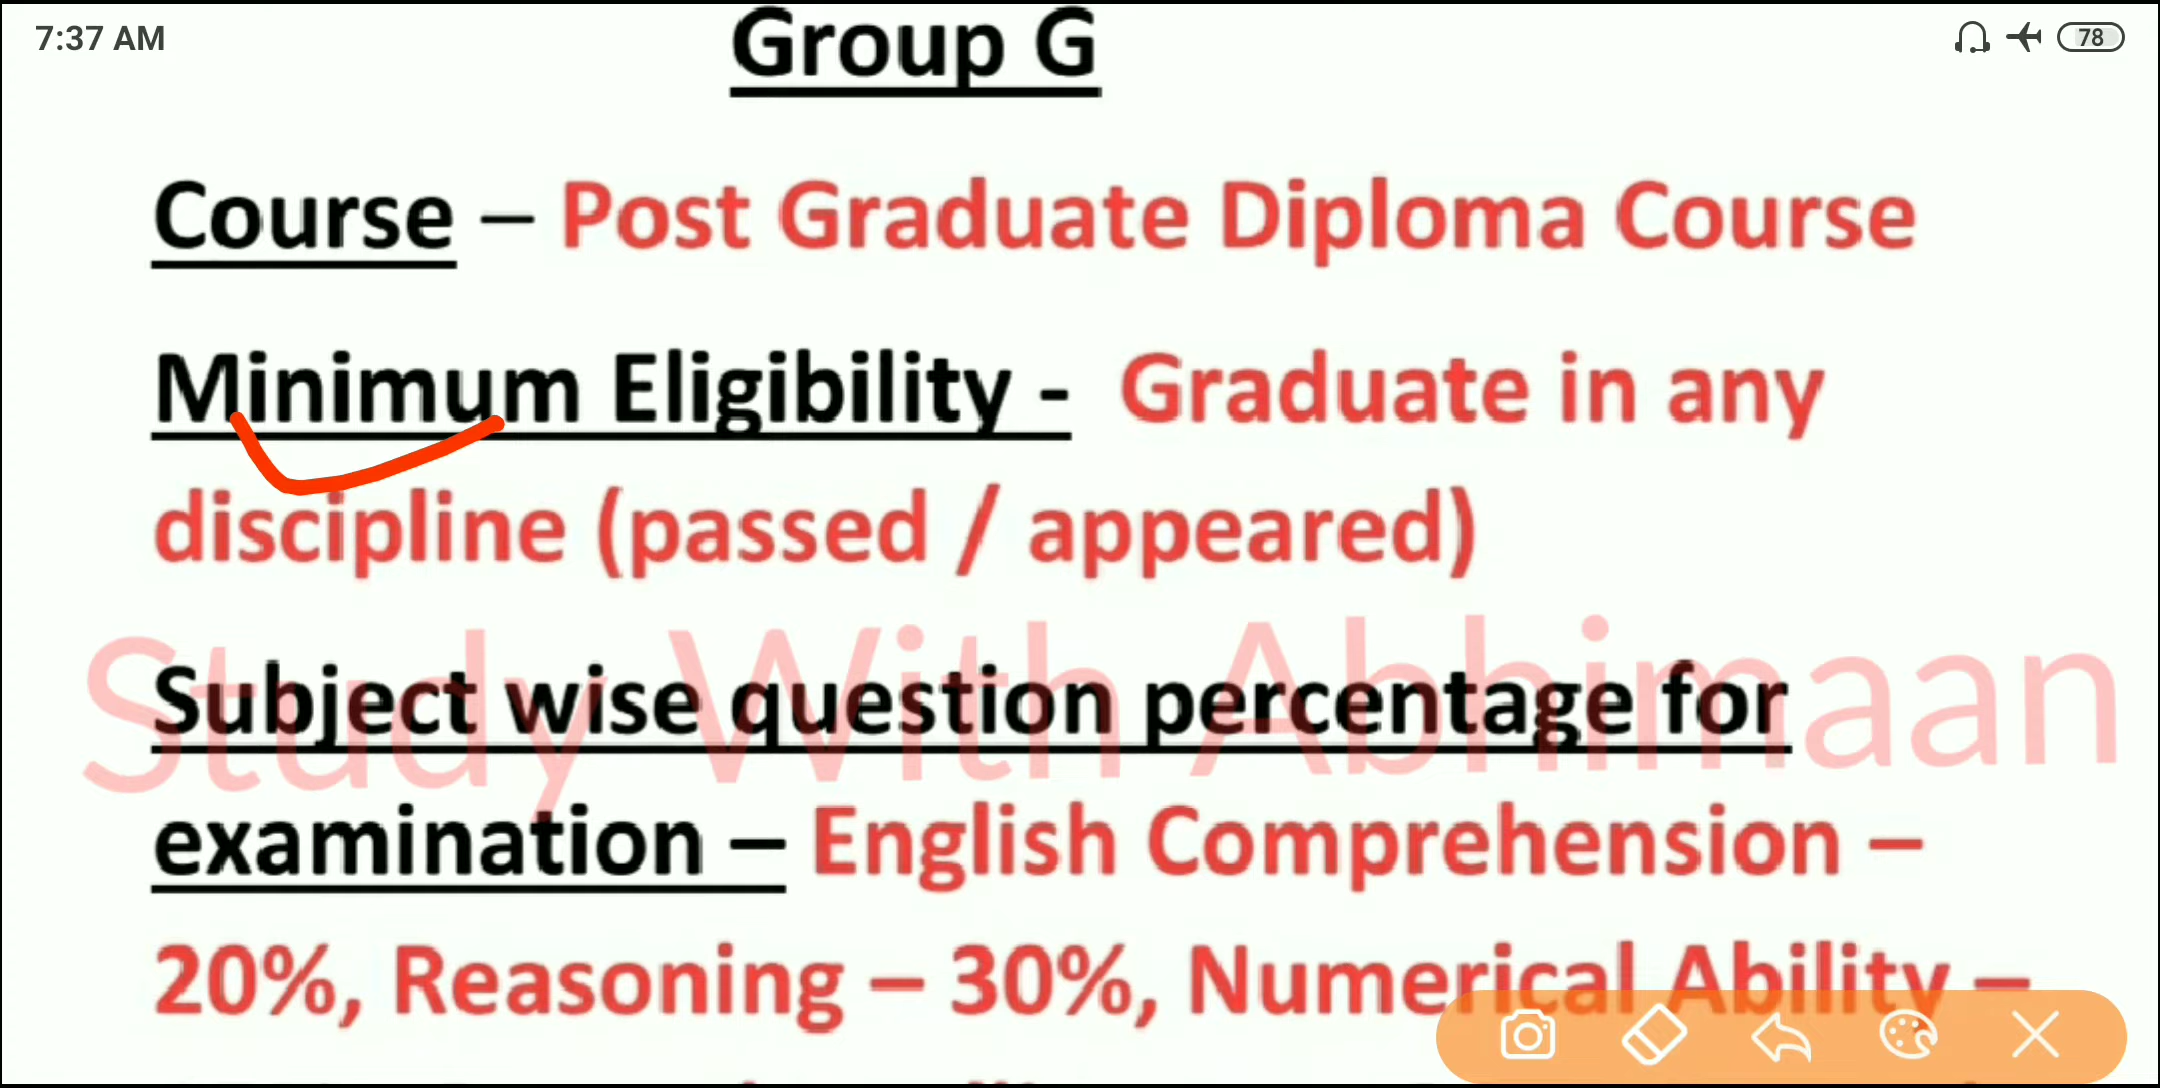 7:37 AM
78
Group G
Course – Post Graduate Diploma Course
Minimum Eligibility - Graduate in any
discipline (passed / appeared)
Study With Abhimaan
Subject wise question percentage for
examination – English Comprehension –
20%, Reasoning – 30%, Numerical Ability –